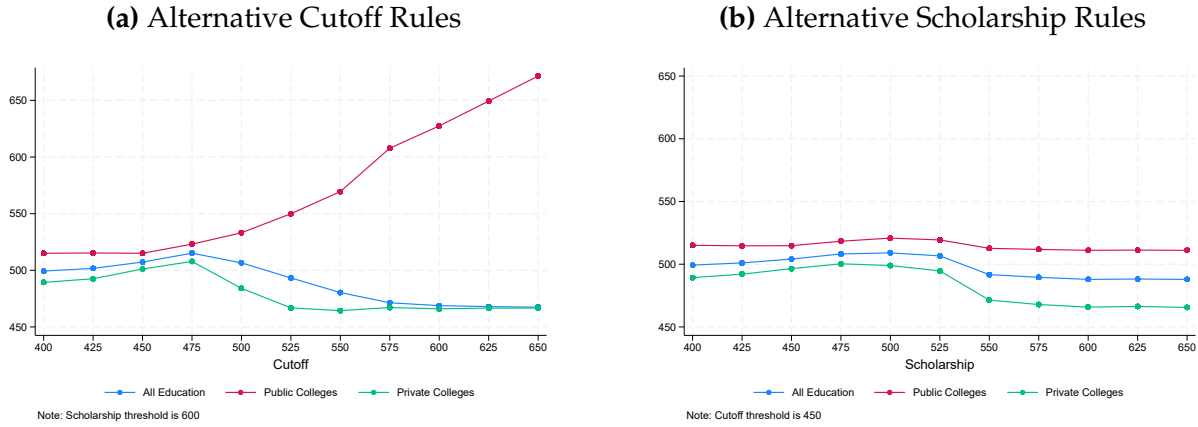 (a) Alternative Cutoff Rules
650
600
550
500
450
400 425 450 475 500 525 550 575 600 625 650
Cutoff
All Education Public Colleges Private Colleges
Note: Scholarship threshold is 600
(b) Alternative Scholarship Rules
650
600
550
500
450
400 425 450 475 500 525 550 575 600 625 650
Scholarship
All Education Public Colleges Private Colleges
Note: Cutoff threshold is 450